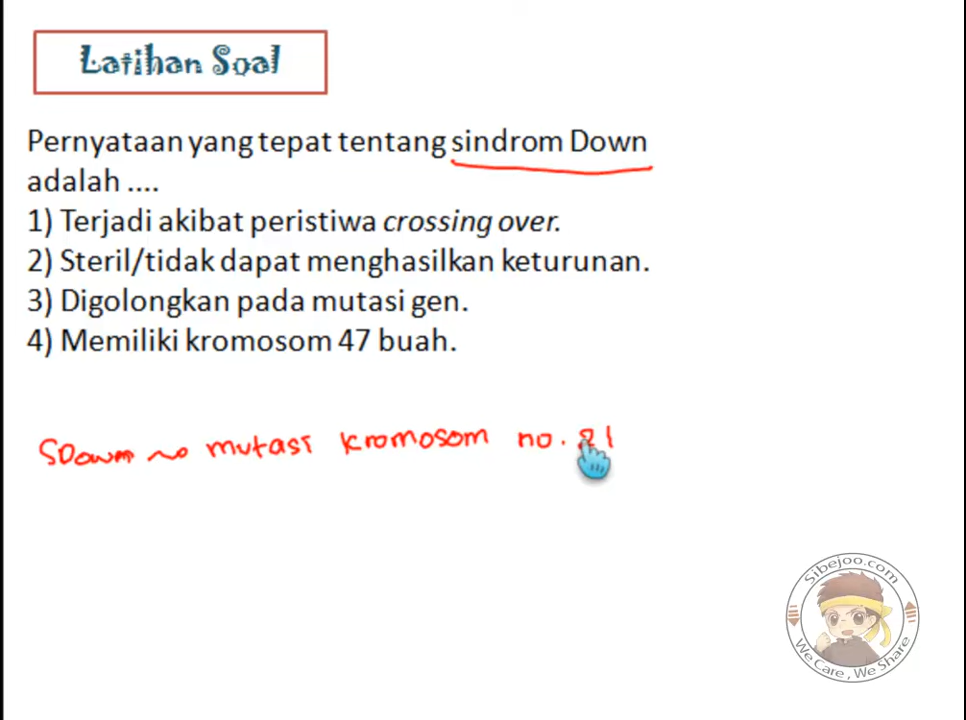 Latihan Soal
Pernyataan yang tepat tentang sindrom Down
adalah ....
1) Terjadi akibat peristiwa crossing over.
2) Steril/tidak dapat menghasilkan keturunan.
3) Digolongkan pada mutasi gen.
4) Memiliki kromosom 47 buah.
SDown ~> mutasi kromosom no. 21
Sibejoo.com
We Care, We Share